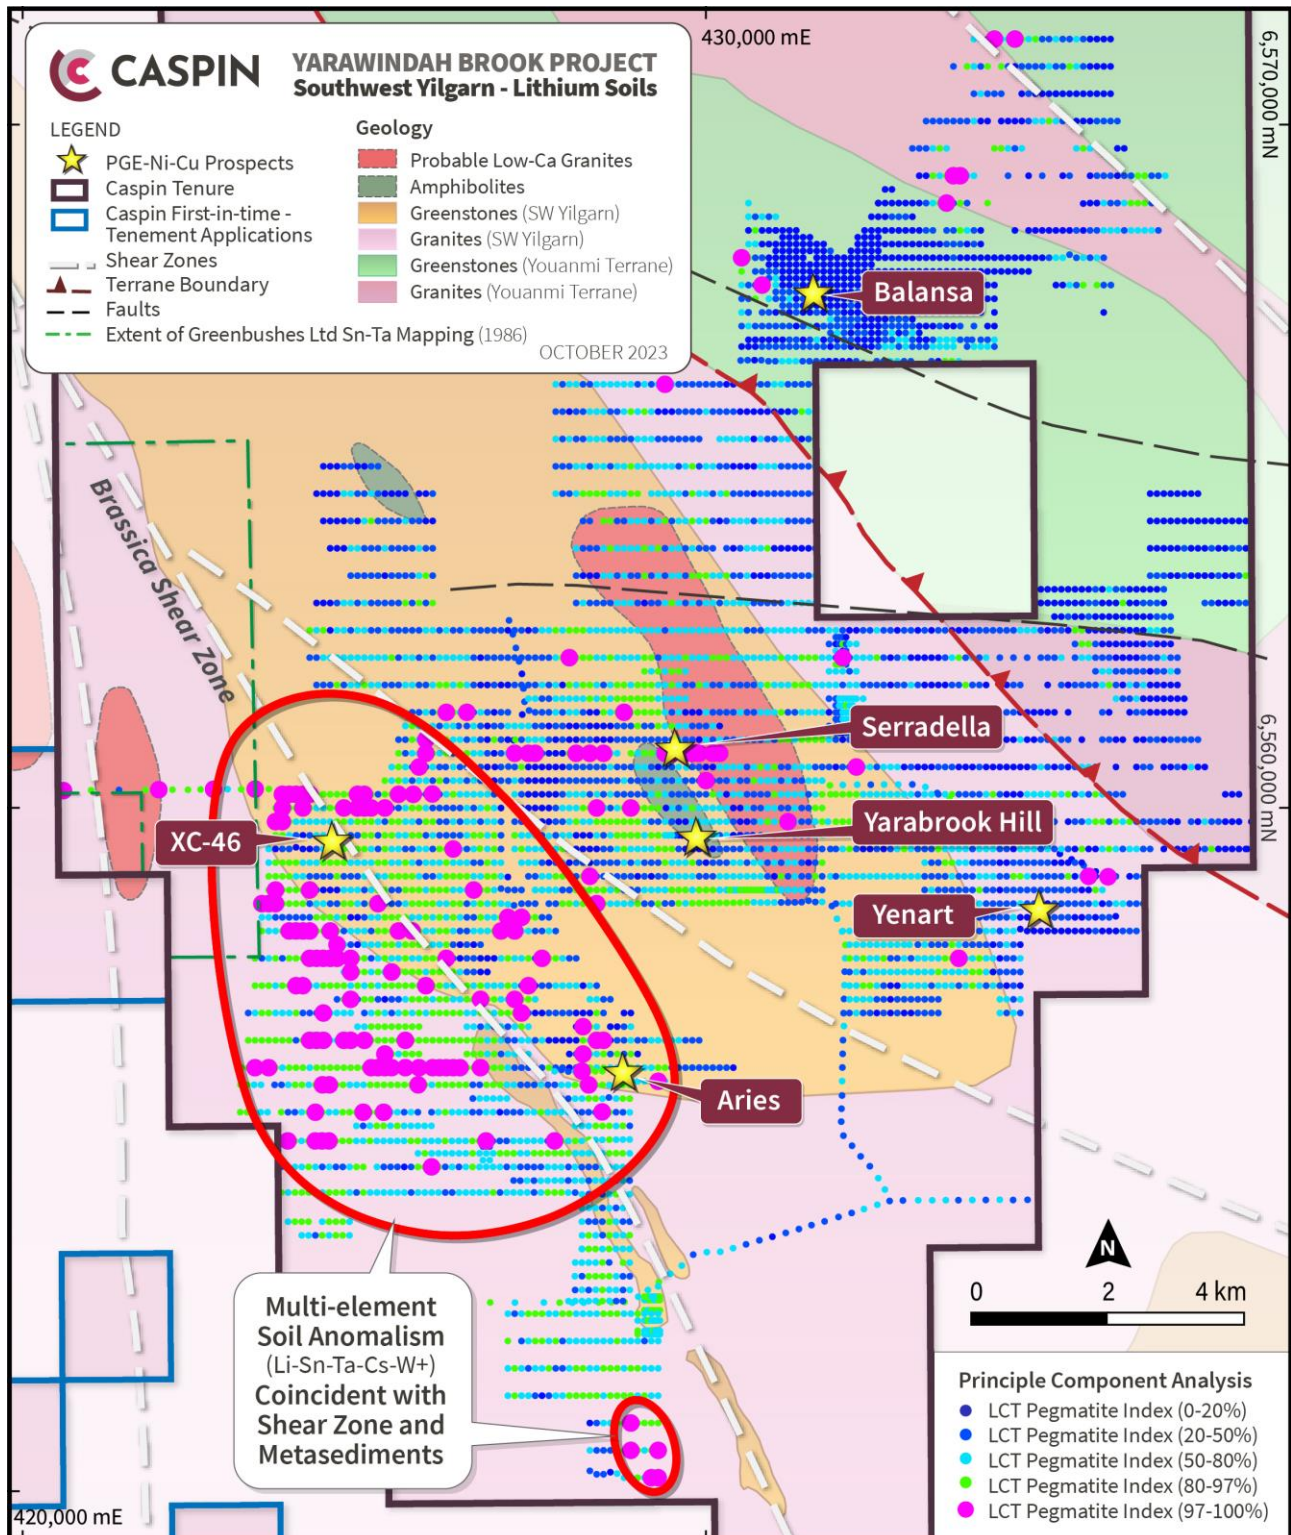 CASPIN
YARAWINDAH BROOK PROJECT
Southwest Yilgarn - Lithium Soils
LEGEND
PGE-Ni-Cu Prospects
Caspin Tenure
Caspin First-in-time -
Tenement Applications
Shear Zones
Terrane Boundary
Faults
Extent of Greenbushes Ltd Sn-Ta Mapping (1986)
Geology
Probable Low-Ca Granites
Amphibolites
Greenstones (SW Yilgarn)
Granites (SW Yilgarn)
Greenstones (Youanmi Terrane)
Granites (Youanmi Terrane)
OCTOBER 2023
430,000 mE
6,570,000 mN
Balansa
Brassica Shear Zone
Serradella
6,560,000 mN
XC-46
Yarabrook Hill
Yenart
Aries
Multi-element
Soil Anomalism
(Li-Sn-Ta-Cs-W+)
Coincident with
Shear Zone and
Metasediments
N
0 2 4 km
Principle Component Analysis
LCT Pegmatite Index (0-20%)
LCT Pegmatite Index (20-50%)
LCT Pegmatite Index (50-80%)
LCT Pegmatite Index (80-97%)
LCT Pegmatite Index (97-100%)
420,000 mE